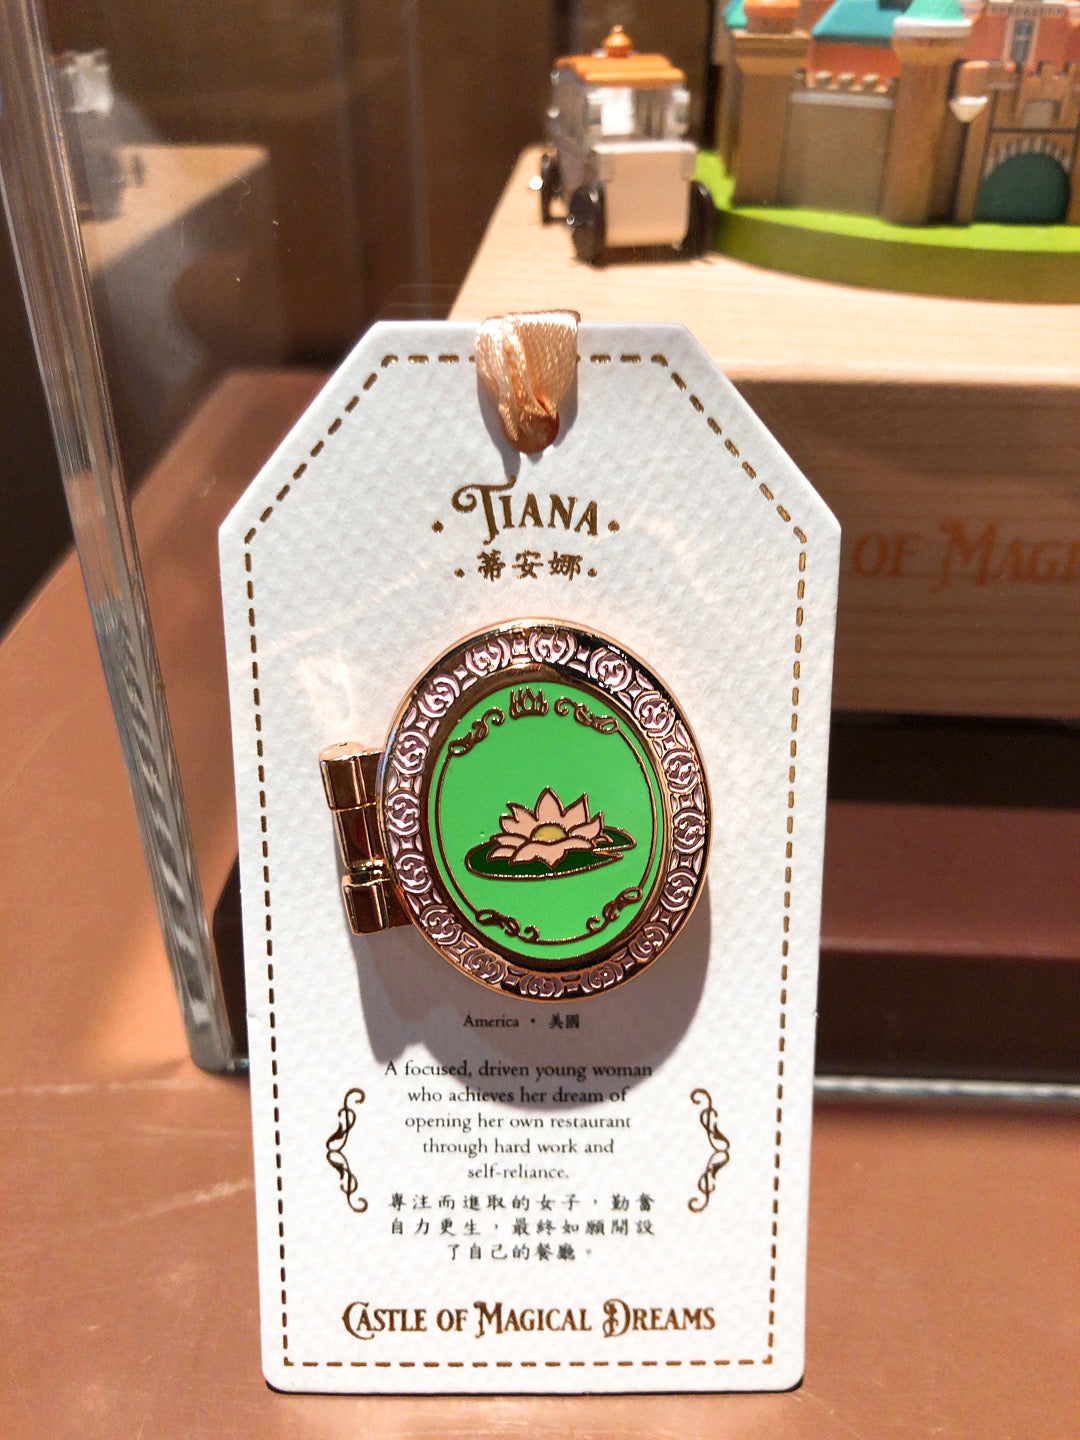 TIANA
蒂安娜
OF MAGI
America · 美國
A focused, driven young woman
who achieves her dream of
opening her own restaurant
through hard work and
self-reliance.
專注而進取的女子，勤奮
自力更生，最終如願開設
了自己的餐廳。
CASTLE OF MAGICAL DREAMS